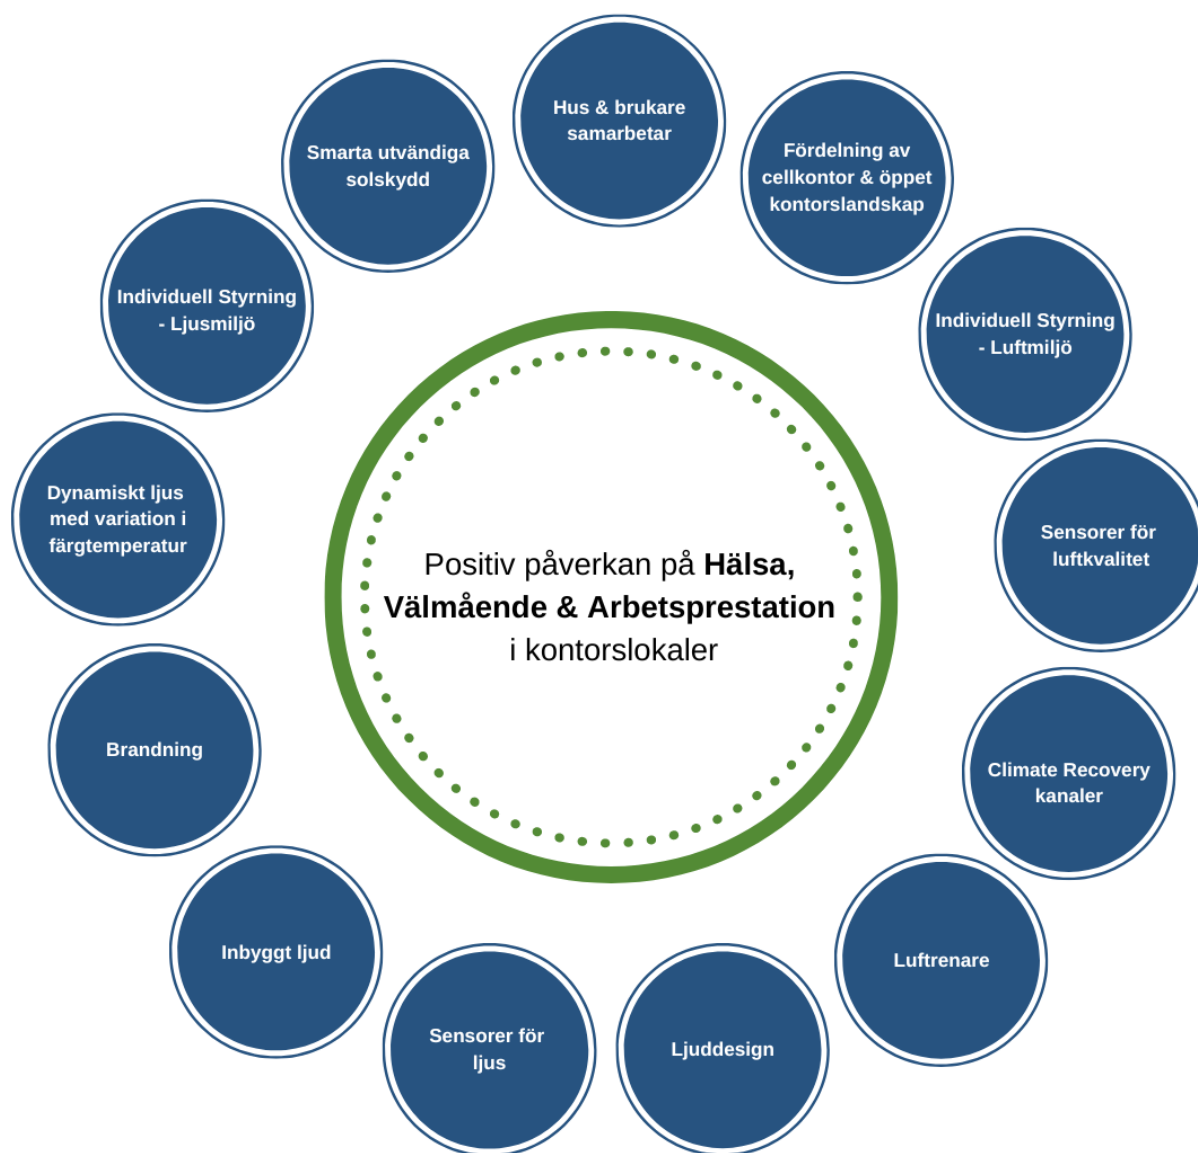 Hus & brukare
samarbetar
Fördelning av
cellkontor & öppet
kontorslandskap
Individuell Styrning
- Luftmiljö
Sensorer för
luftkvalitet
Climate Recovery
kanaler
Luftrenare
Ljuddesign
Sensorer för
ljus
Inbyggt ljud
Brandning
Dynamiskt ljus
med variation i
färgtemperatur
Individuell Styrning
- Ljusmiljö
Smarta utvändiga
solskydd
Positiv påverkan på Hälsa,
Välmående & Arbetsprestation
i kontorslokaler